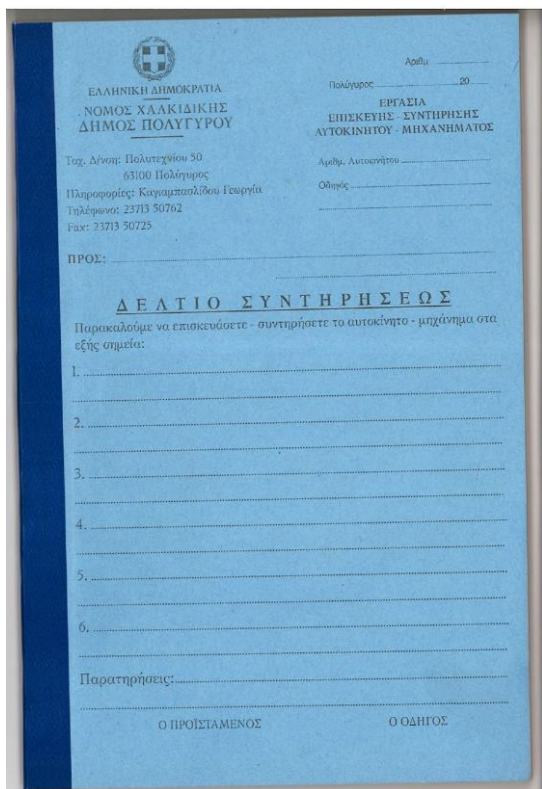 ΕΛΛΗΝΙΚΗ ΔΗΜΟΚΡΑΤΙΑ
ΝΟΜΟΣ ΧΑΛΚΙΔΙΚΗΣ
ΔΗΜΟΣ ΠΟΛΥΓΥΡΟΥ
Ταχ. Δ/νση: Πολυτεχνίου 50
63100 Πολύγυρος
Πληροφορίες: Καγιαμπασλίδου Γεωργία
Τηλέφωνο: 23713 50762
Fax: 23713 50725
Αριθμ.
Πολύγυρος 20
ΕΡΓΑΣΙΑ
ΕΠΙΣΚΕΥΗΣ - ΣΥΝΤΗΡΗΣΗΣ
ΑΥΤΟΚΙΝΗΤΟΥ - ΜΗΧΑΝΗΜΑΤΟΣ
Αριθμ. Αυτοκινήτου
Οδηγός
ΠΡΟΣ:
ΔΕΛΤΙΟ ΣΥΝΤΗΡΗΣΕΩΣ
Παρακαλούμε να επισκευάσετε - συντηρήσετε το αυτοκίνητο - μηχάνημα στα
εξής σημεία:
1.
2.
3.
4.
5.
6.
Παρατηρήσεις:
Ο ΠΡΟΪΣΤΑΜΕΝΟΣ Ο ΟΔΗΓΟΣ